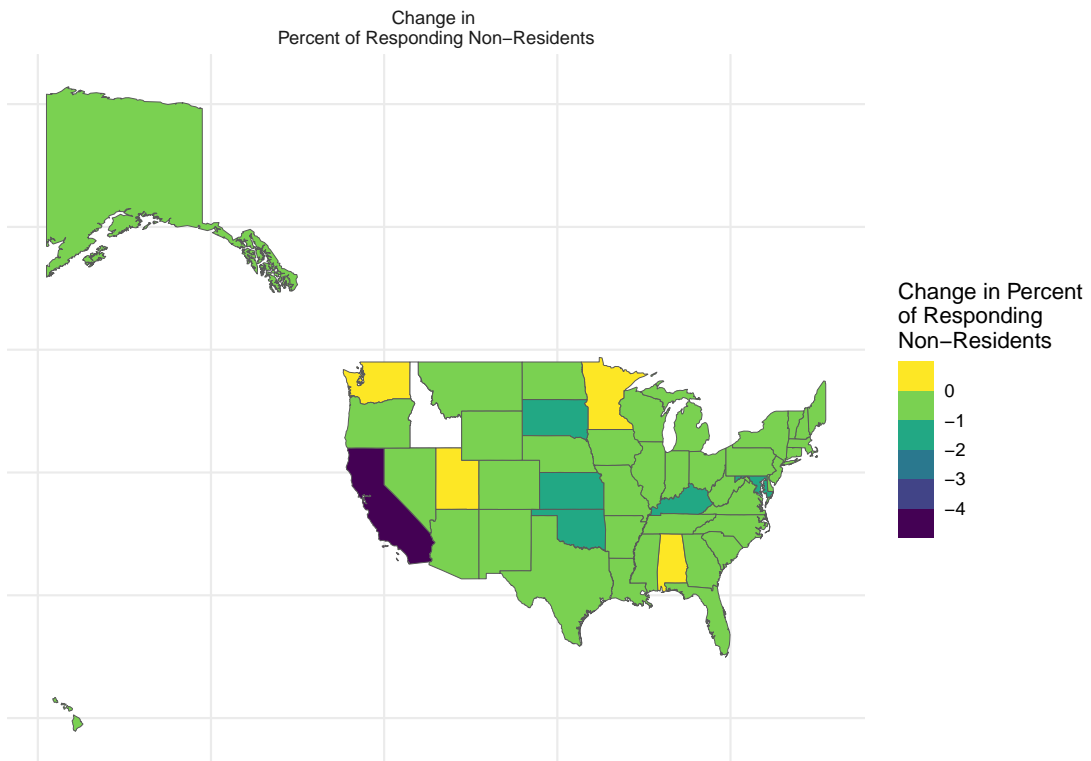 Change in
Percent of Responding Non−Residents
Change in Percent
of Responding
Non−Residents
0
−1
−2
−3
−4